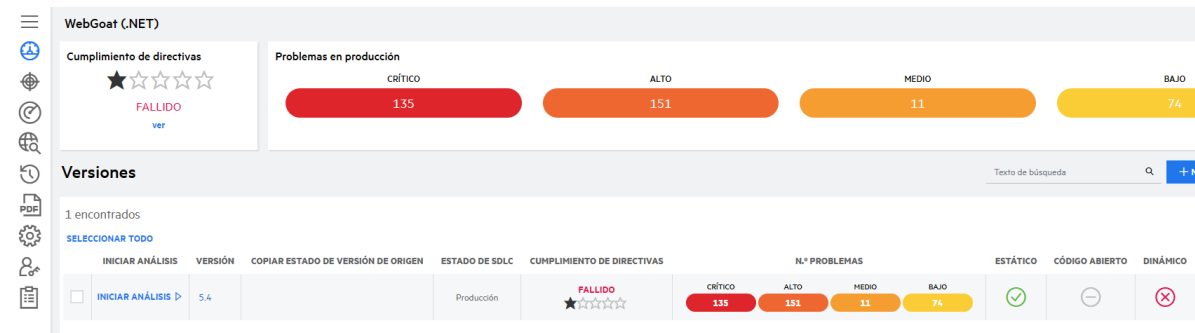 WebGoat (.NET)
Cumplimiento de directivas
FALLIDO
ver
Problemas en producción
CRÍTICO ALTO MEDIO BAJO
135 151 11 74
Versiones
Texto de búsqueda
1 encontrados
SELECCIONAR TODO
INICIAR ANÁLISIS VERSIÓN COPIAR ESTADO DE VERSIÓN DE ORIGEN ESTADO DE SDLC CUMPLIMIENTO DE DIRECTIVAS N.º PROBLEMAS ESTÁTICO CÓDIGO ABIERTO DINÁMICO
INICIAR ANÁLISIS 5.4 Producción FALLIDO
CRÍTICO ALTO MEDIO BAJO
135 151 11 74
PDF